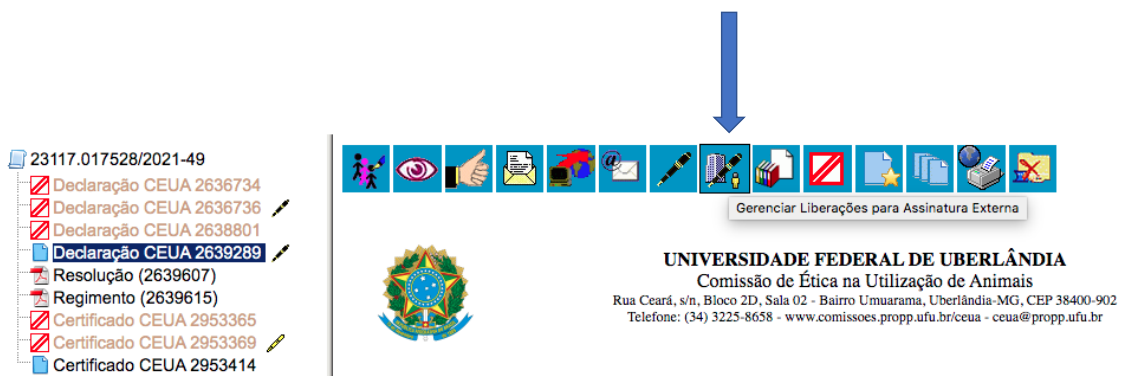 23117.017528/2021-49
Declaração CEUA 2636734
Declaração CEUA 2636736
Declaração CEUA 2638801
Declaração CEUA 2639289
Resolução (2639607)
Regimento (2639615)
Certificado CEUA 2953365
Certificado CEUA 2953369
Certificado CEUA 2953414
Gerenciar Liberações para Assinatura Externa
UNIVERSIDADE FEDERAL DE UBERLÂNDIA
Comissão de Ética na Utilização de Animais
Rua Ceará, s/n, Bloco 2D, Sala 02 - Bairro Umuarama, Uberlândia-MG, CEP 38400-902
Telefone: (34) 3225-8658 - www.comissoes.propp.ufu.br/ceua - ceua@propp.ufu.br